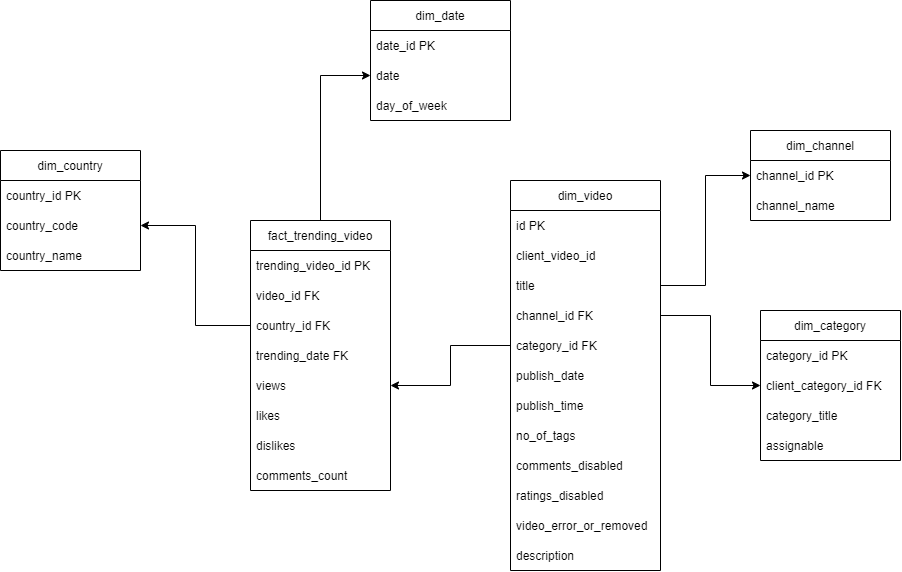 dim_date
date_id PK
date
day_of_week
dim_country
country_id PK
country_code
country_name
fact_trending_video
trending_video_id PK
video_id FK
country_id FK
trending_date FK
views
likes
dislikes
comments_count
dim_video
id PK
client_video_id
title
channel_id FK
category_id FK
publish_date
publish_time
no_of_tags
comments_disabled
ratings_disabled
video_error_or_removed
description
dim_channel
channel_id PK
channel_name
dim_category
category_id PK
client_category_id FK
category_title
assignable